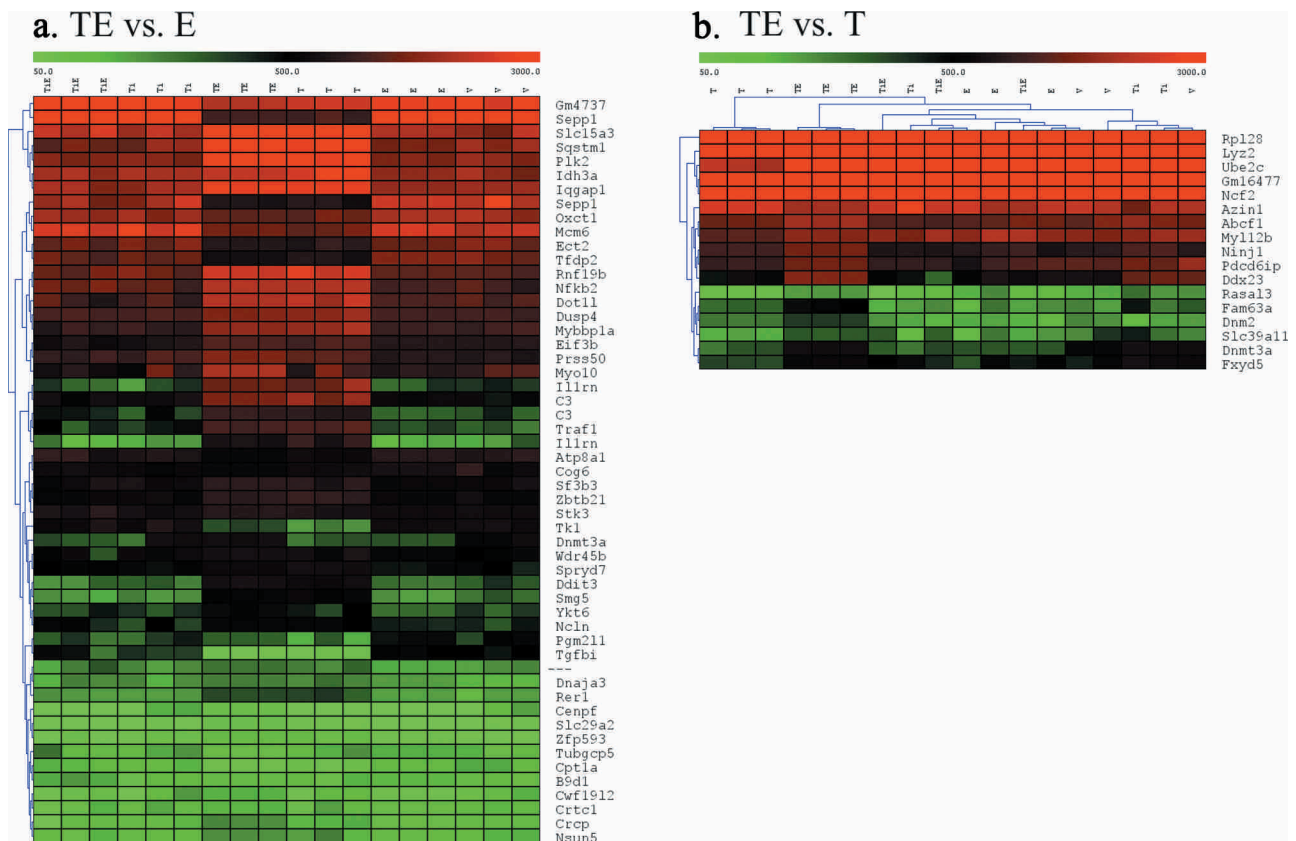 a. TE vs. E
50.0 500.0 3000.0
T1E T1E T1E T1 T1 T1 TE TE TE T T T E E E V V V
Gm4737
Sepp1
Slc15a3
Sqstm1
Plk2
Idh3a
Iqgap1
Sepp1
Oxct1
Mcm6
Ect2
Tfdp2
Rnf19b
Nfkb2
Dot1l
Dusp4
Mybbp1a
Eif3b
Prss50
Myo10
Il1rn
C3
C3
Traf1
Il1rn
Atp8a1
Cog6
Sf3b3
Zbtb21
Stk3
Tk1
Dnmt3a
Wdr45b
Spryd7
Ddit3
Smg5
Ykt6
Ncln
Pgm2l1
Tgfbi
---
Dnaja3
Rer1
Cenpf
Slc29a2
Zfp593
Tubgcp5
Cpt1a
B9d1
Cwf19l2
Crtc1
Crcp
Nsun5
b. TE vs. T
50.0 500.0 3000.0
T T T TE TE TE T1E T1 T1E E E T1E E V V T1 T1 V
Rpl28
Lyz2
Ube2c
Gm16477
Ncf2
Azin1
Abcf1
Myl12b
Ninj1
Pdcd6ip
Ddx23
Rasal3
Fam63a
Dnm2
Slc39a11
Dnmt3a
Fxyd5